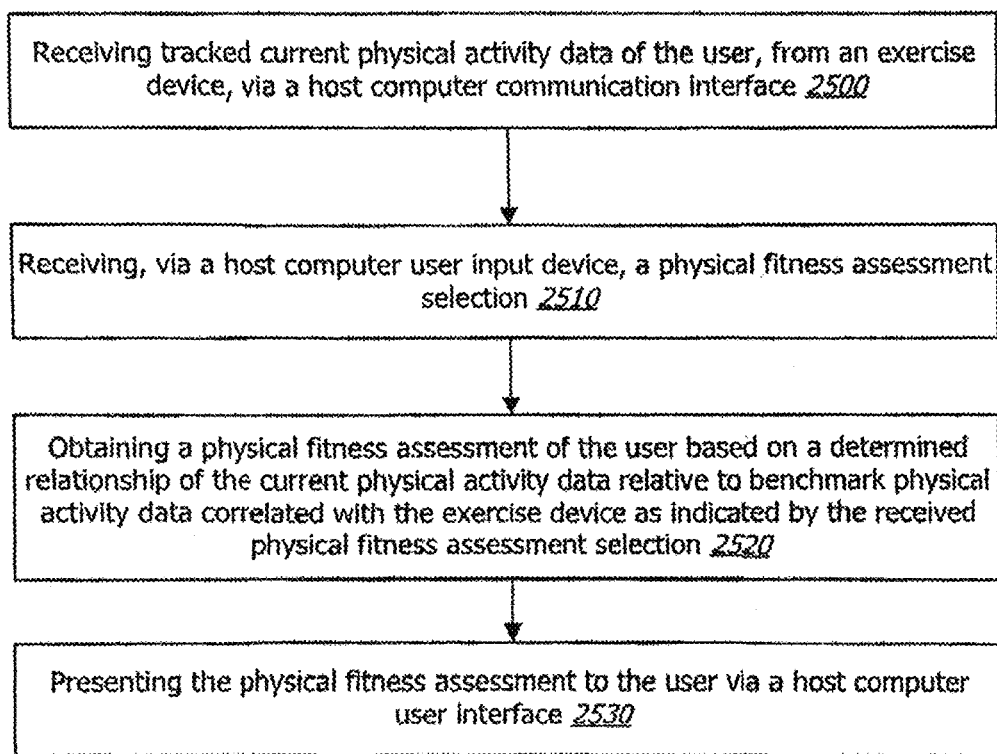 Receiving tracked current physical activity data of the user, from an exercise
device, via a host computer communication interface 2500
Receiving, via a host computer user input device, a physical fitness assessment
selection 2510
Obtaining a physical fitness assessment of the user based on a determined
relationship of the current physical activity data relative to benchmark physical
activity data correlated with the exercise device as indicated by the received
physical fitness assessment selection 2520
Presenting the physical fitness assessment to the user via a host computer
user interface 2530